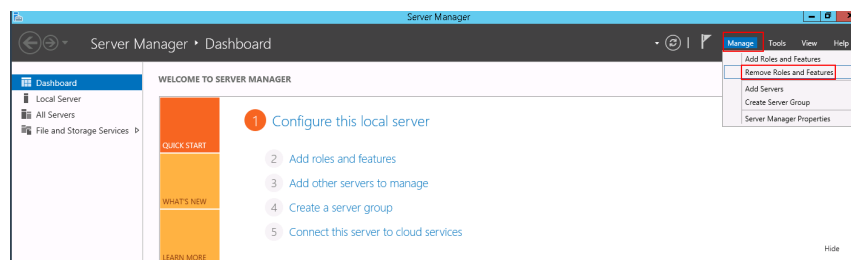 Server Manager
Server Manager ‣ Dashboard
Manage Tools View Help
Add Roles and Features
Remove Roles and Features
Add Servers
Create Server Group
Server Manager Properties
Dashboard
Local Server
All Servers
File and Storage Services
WELCOME TO SERVER MANAGER
QUICK START
WHAT'S NEW
LEARN MORE
1 Configure this local server
2 Add roles and features
3 Add other servers to manage
4 Create a server group
5 Connect this server to cloud services
Hide